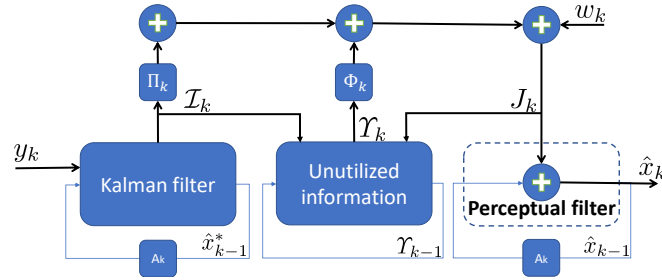 w_k
Π_k
Φ_k
𝓘_k
J_k
ϒ_k
y_k
Kalman filter
Unutilized
information
x̂_k
Perceptual filter
A_k
x̂*_{k−1}
ϒ_{k−1}
A_k
x̂_{k−1}